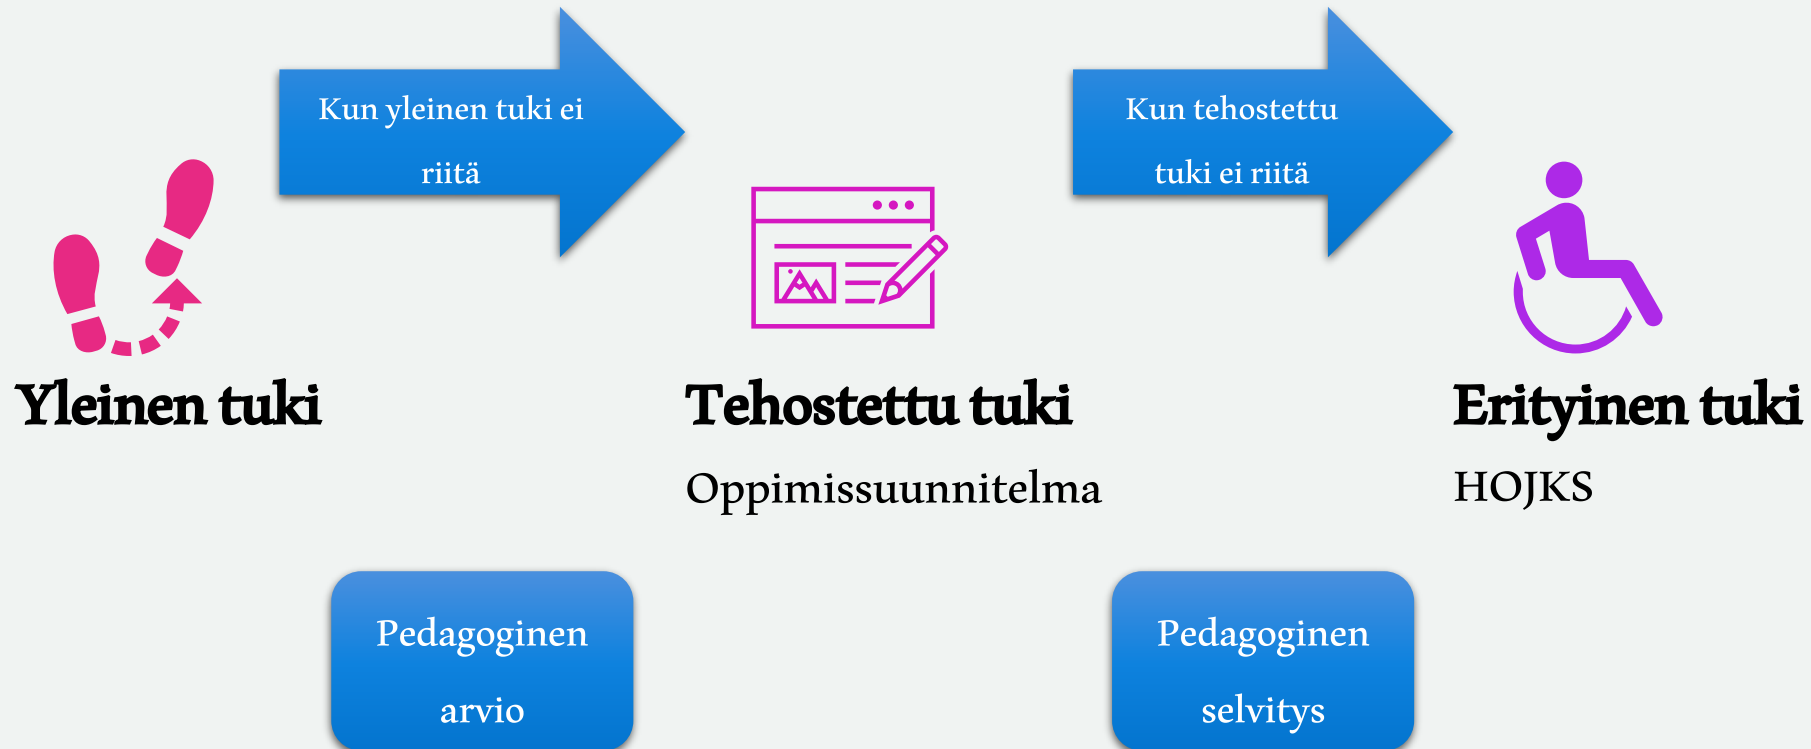 Kun yleinen tuki ei
riitä
Kun tehostettu
tuki ei riitä
Yleinen tuki
Tehostettu tuki
Erityinen tuki
Oppimissuunnitelma
HOJKS
Pedagoginen
arvio
Pedagoginen
selvitys